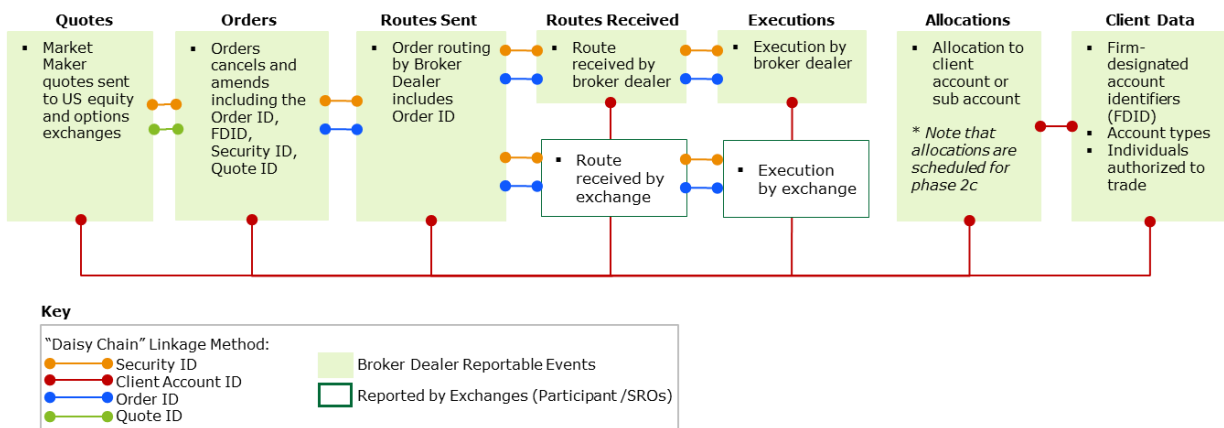 Quotes
Orders
Routes Sent
Routes Received
Executions
Allocations
Client Data
▪ Market
Maker
quotes sent
to US equity
and options
exchanges
▪ Orders
cancels and
amends
including the
Order ID,
FDID,
Security ID,
Quote ID
▪ Order routing
by Broker
Dealer
includes
Order ID
▪ Route
received by
broker dealer
▪ Execution by
broker dealer
▪ Route
received by
exchange
▪ Execution
by exchange
▪ Allocation to
client
account or
sub account
* Note that
allocations are
scheduled for
phase 2c
▪ Firm-
designated
account
identifiers
(FDID)
▪ Account types
▪ Individuals
authorized to
trade
Key
“Daisy Chain” Linkage Method:
Security ID
Client Account ID
Order ID
Quote ID
Broker Dealer Reportable Events
Reported by Exchanges (Participant /SROs)